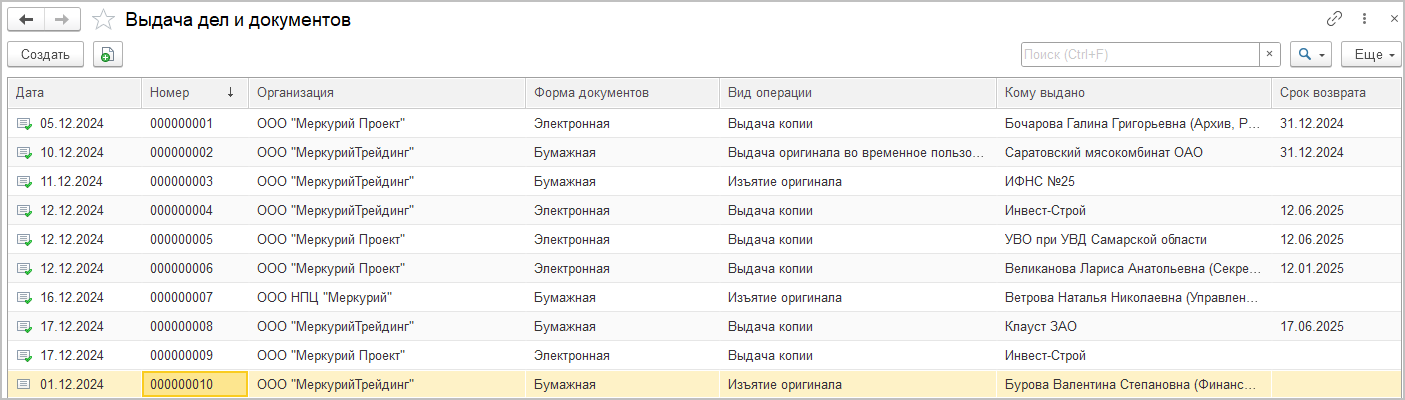 Выдача дел и документов
Создать Поиск (Ctrl+F) × Еще
Дата Номер ↓ Организация Форма документов Вид операции Кому выдано Срок возврата
05.12.2024 000000001 ООО "Меркурий Проект" Электронная Выдача копии Бочарова Галина Григорьевна (Архив, Р... 31.12.2024
10.12.2024 000000002 ООО "МеркурийТрейдинг" Бумажная Выдача оригинала во временное пользо... Саратовский мясокомбинат ОАО 31.12.2024
11.12.2024 000000003 ООО "МеркурийТрейдинг" Бумажная Изъятие оригинала ИФНС №25
12.12.2024 000000004 ООО "МеркурийТрейдинг" Электронная Выдача копии Инвест-Строй 12.06.2025
12.12.2024 000000005 ООО "Меркурий Проект" Электронная Выдача копии УВО при УВД Самарской области 12.06.2025
12.12.2024 000000006 ООО "Меркурий Проект" Электронная Выдача копии Великанова Лариса Анатольевна (Секре... 12.01.2025
16.12.2024 000000007 ООО НПЦ "Меркурий" Бумажная Изъятие оригинала Ветрова Наталья Николаевна (Управлен...
17.12.2024 000000008 ООО "МеркурийТрейдинг" Бумажная Выдача копии Клауст ЗАО 17.06.2025
17.12.2024 000000009 ООО "Меркурий Проект" Электронная Выдача копии Инвест-Строй
01.12.2024 000000010 ООО "МеркурийТрейдинг" Бумажная Изъятие оригинала Бурова Валентина Степановна (Финанс...